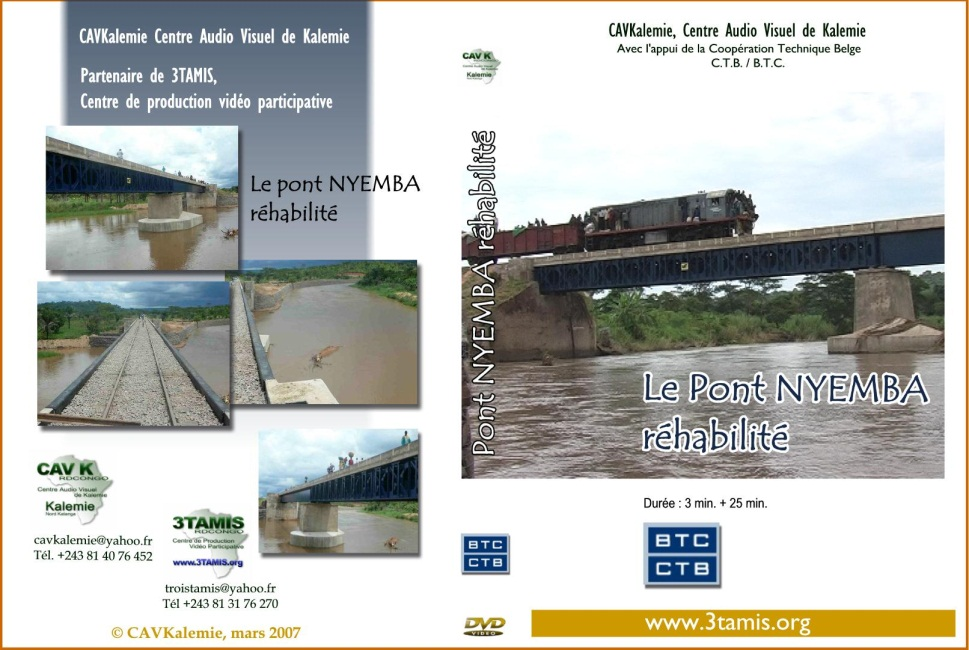 CAVKalemie Centre Audio Visuel de Kalemie
Partenaire de 3TAMIS,
Centre de production vidéo participative
Le pont NYEMBA
réhabilité
CAV K
RDCONGO
Centre Audio Visuel
de Kalemie
Kalemie
Nord Katanga
cavkalemie@yahoo.fr
Tél. +243 81 40 76 452
3TAMIS
RDCONGO
Centre de Production
Vidéo Participative
www.3TAMIS.org
troistamis@yahoo.fr
Tél +243 81 31 76 270
© CAVKalemie, mars 2007
CAV K
Kalemie
Pont NYEMBA réhabilité
BTC
CTB
DVD
VIDEO
CAVKalemie, Centre Audio Visuel de Kalemie
Avec l'appui de la Coopération Technique Belge
C.T.B. / B.T.C.
Le Pont NYEMBA
réhabilité
Durée : 3 min. + 25 min.
BTC
CTB
www.3tamis.org